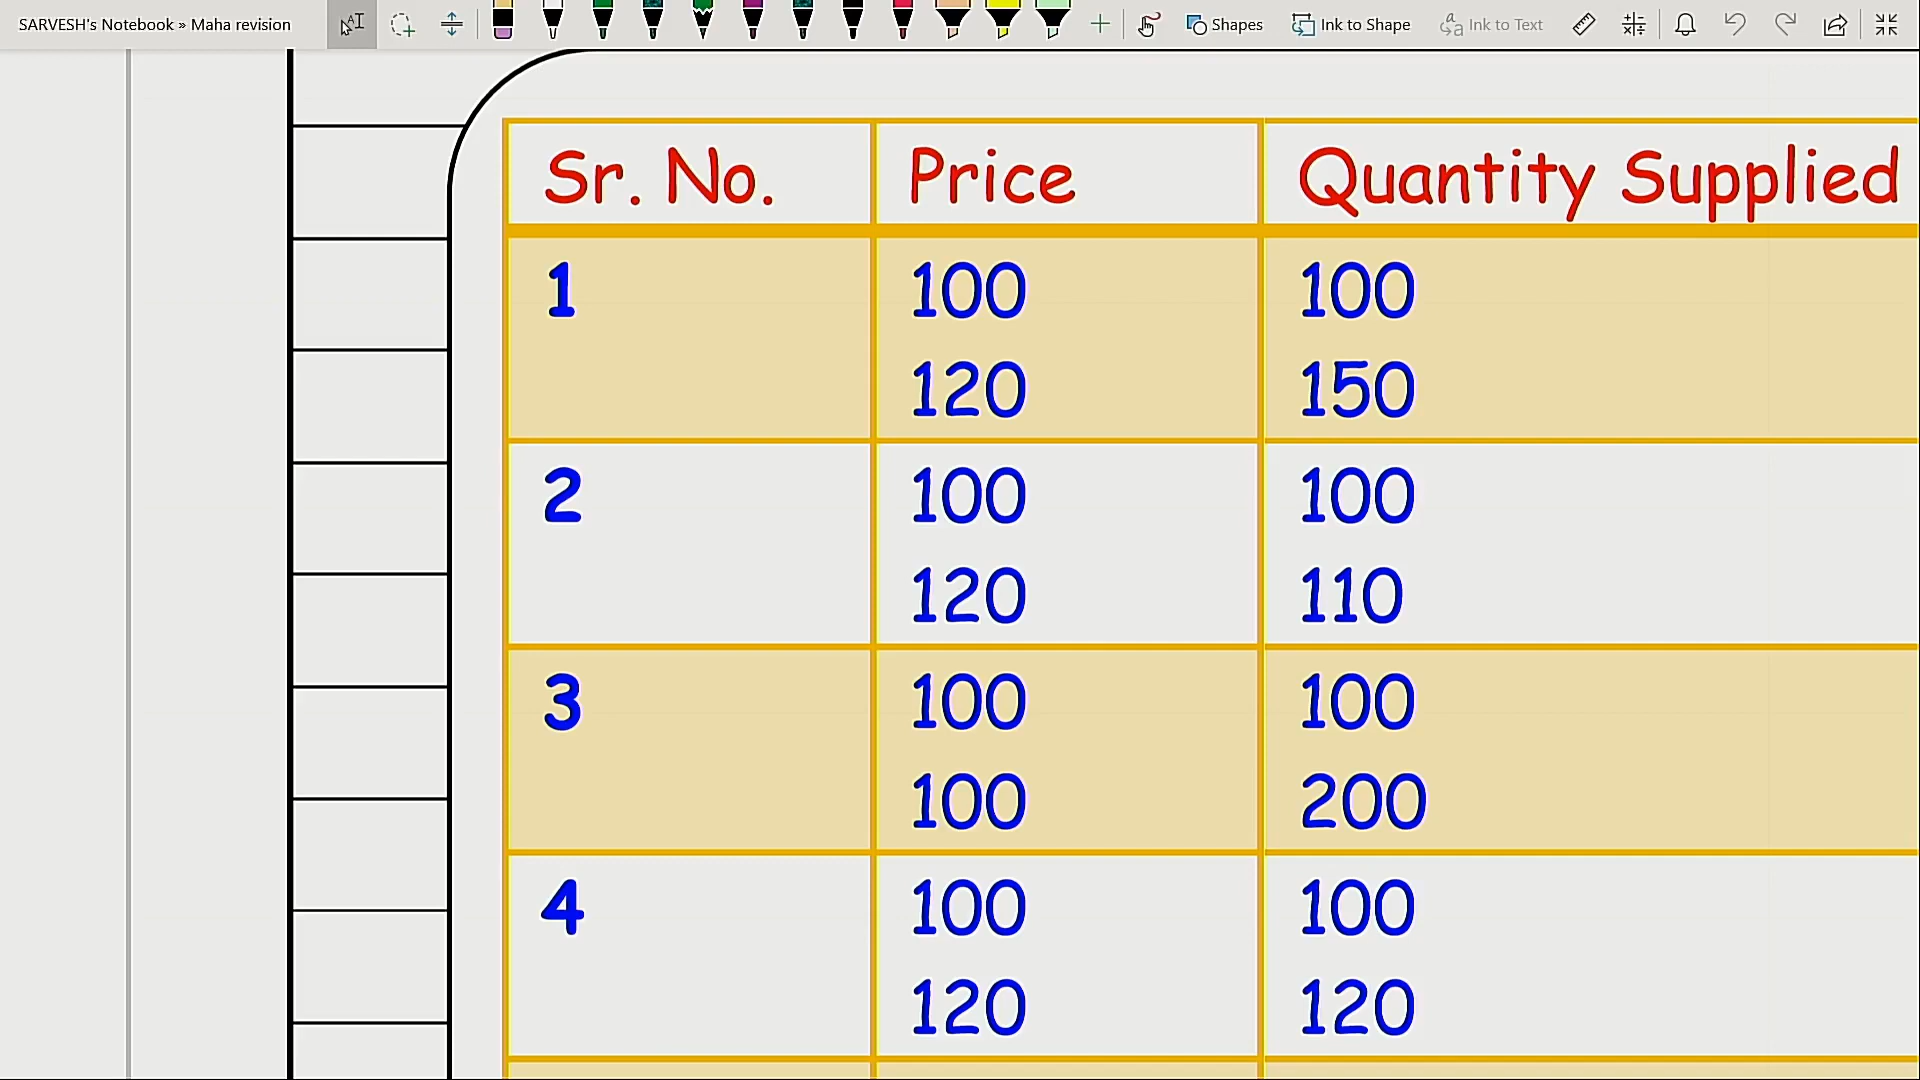 SARVESH's Notebook » Maha revision
Shapes
Ink to Shape
Ink to Text
Sr. No. Price Quantity Supplied
1 100 100
120 150
2 100 100
120 110
3 100 100
100 200
4 100 100
120 120